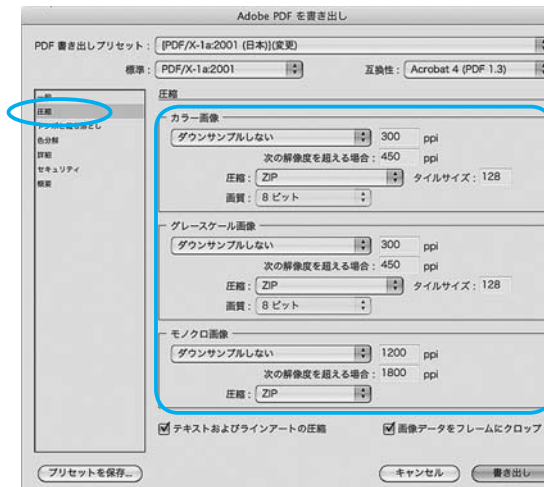 Adobe PDF を書き出し
PDF 書き出しプリセット： [PDF/X-1a:2001 (日本)](変更)
標準： PDF/X-1a:2001 互換性： Acrobat 4 (PDF 1.3)
一般
圧縮
トンボと裁ち落とし
色分解
詳細
セキュリティ
概要
圧縮
カラー画像
ダウンサンプルしない 300 ppi
次の解像度を超える場合： 450 ppi
圧縮： ZIP タイルサイズ： 128
画質： 8 ビット
グレースケール画像
ダウンサンプルしない 300 ppi
次の解像度を超える場合： 450 ppi
圧縮： ZIP タイルサイズ： 128
画質： 8 ビット
モノクロ画像
ダウンサンプルしない 1200 ppi
次の解像度を超える場合： 1800 ppi
圧縮： ZIP
テキストおよびラインアートの圧縮 画像データをフレームにクロップ
プリセットを保存... キャンセル 書き出し